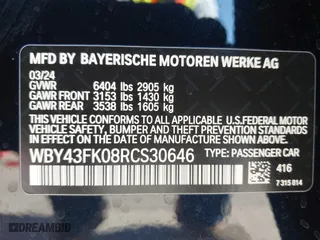 MFD BY BAYERISCHE MOTOREN WERKE AG
03/24
GVWR 6404 lbs 2905 kg
GAWR FRONT 3153 lbs 1430 kg
GAWR REAR 3538 lbs 1605 kg
THIS VEHICLE CONFORMS TO ALL APPLICABLE U.S. FEDERAL MOTOR
VEHICLE SAFETY, BUMPER, AND THEFT PREVENTION STANDARDS IN
EFFECT ON THE DATE OF MANUFACTURE SHOWN ABOVE.
WBY43FK08RCS30646 TYPE: PASSENGER CAR
416
7 315 814